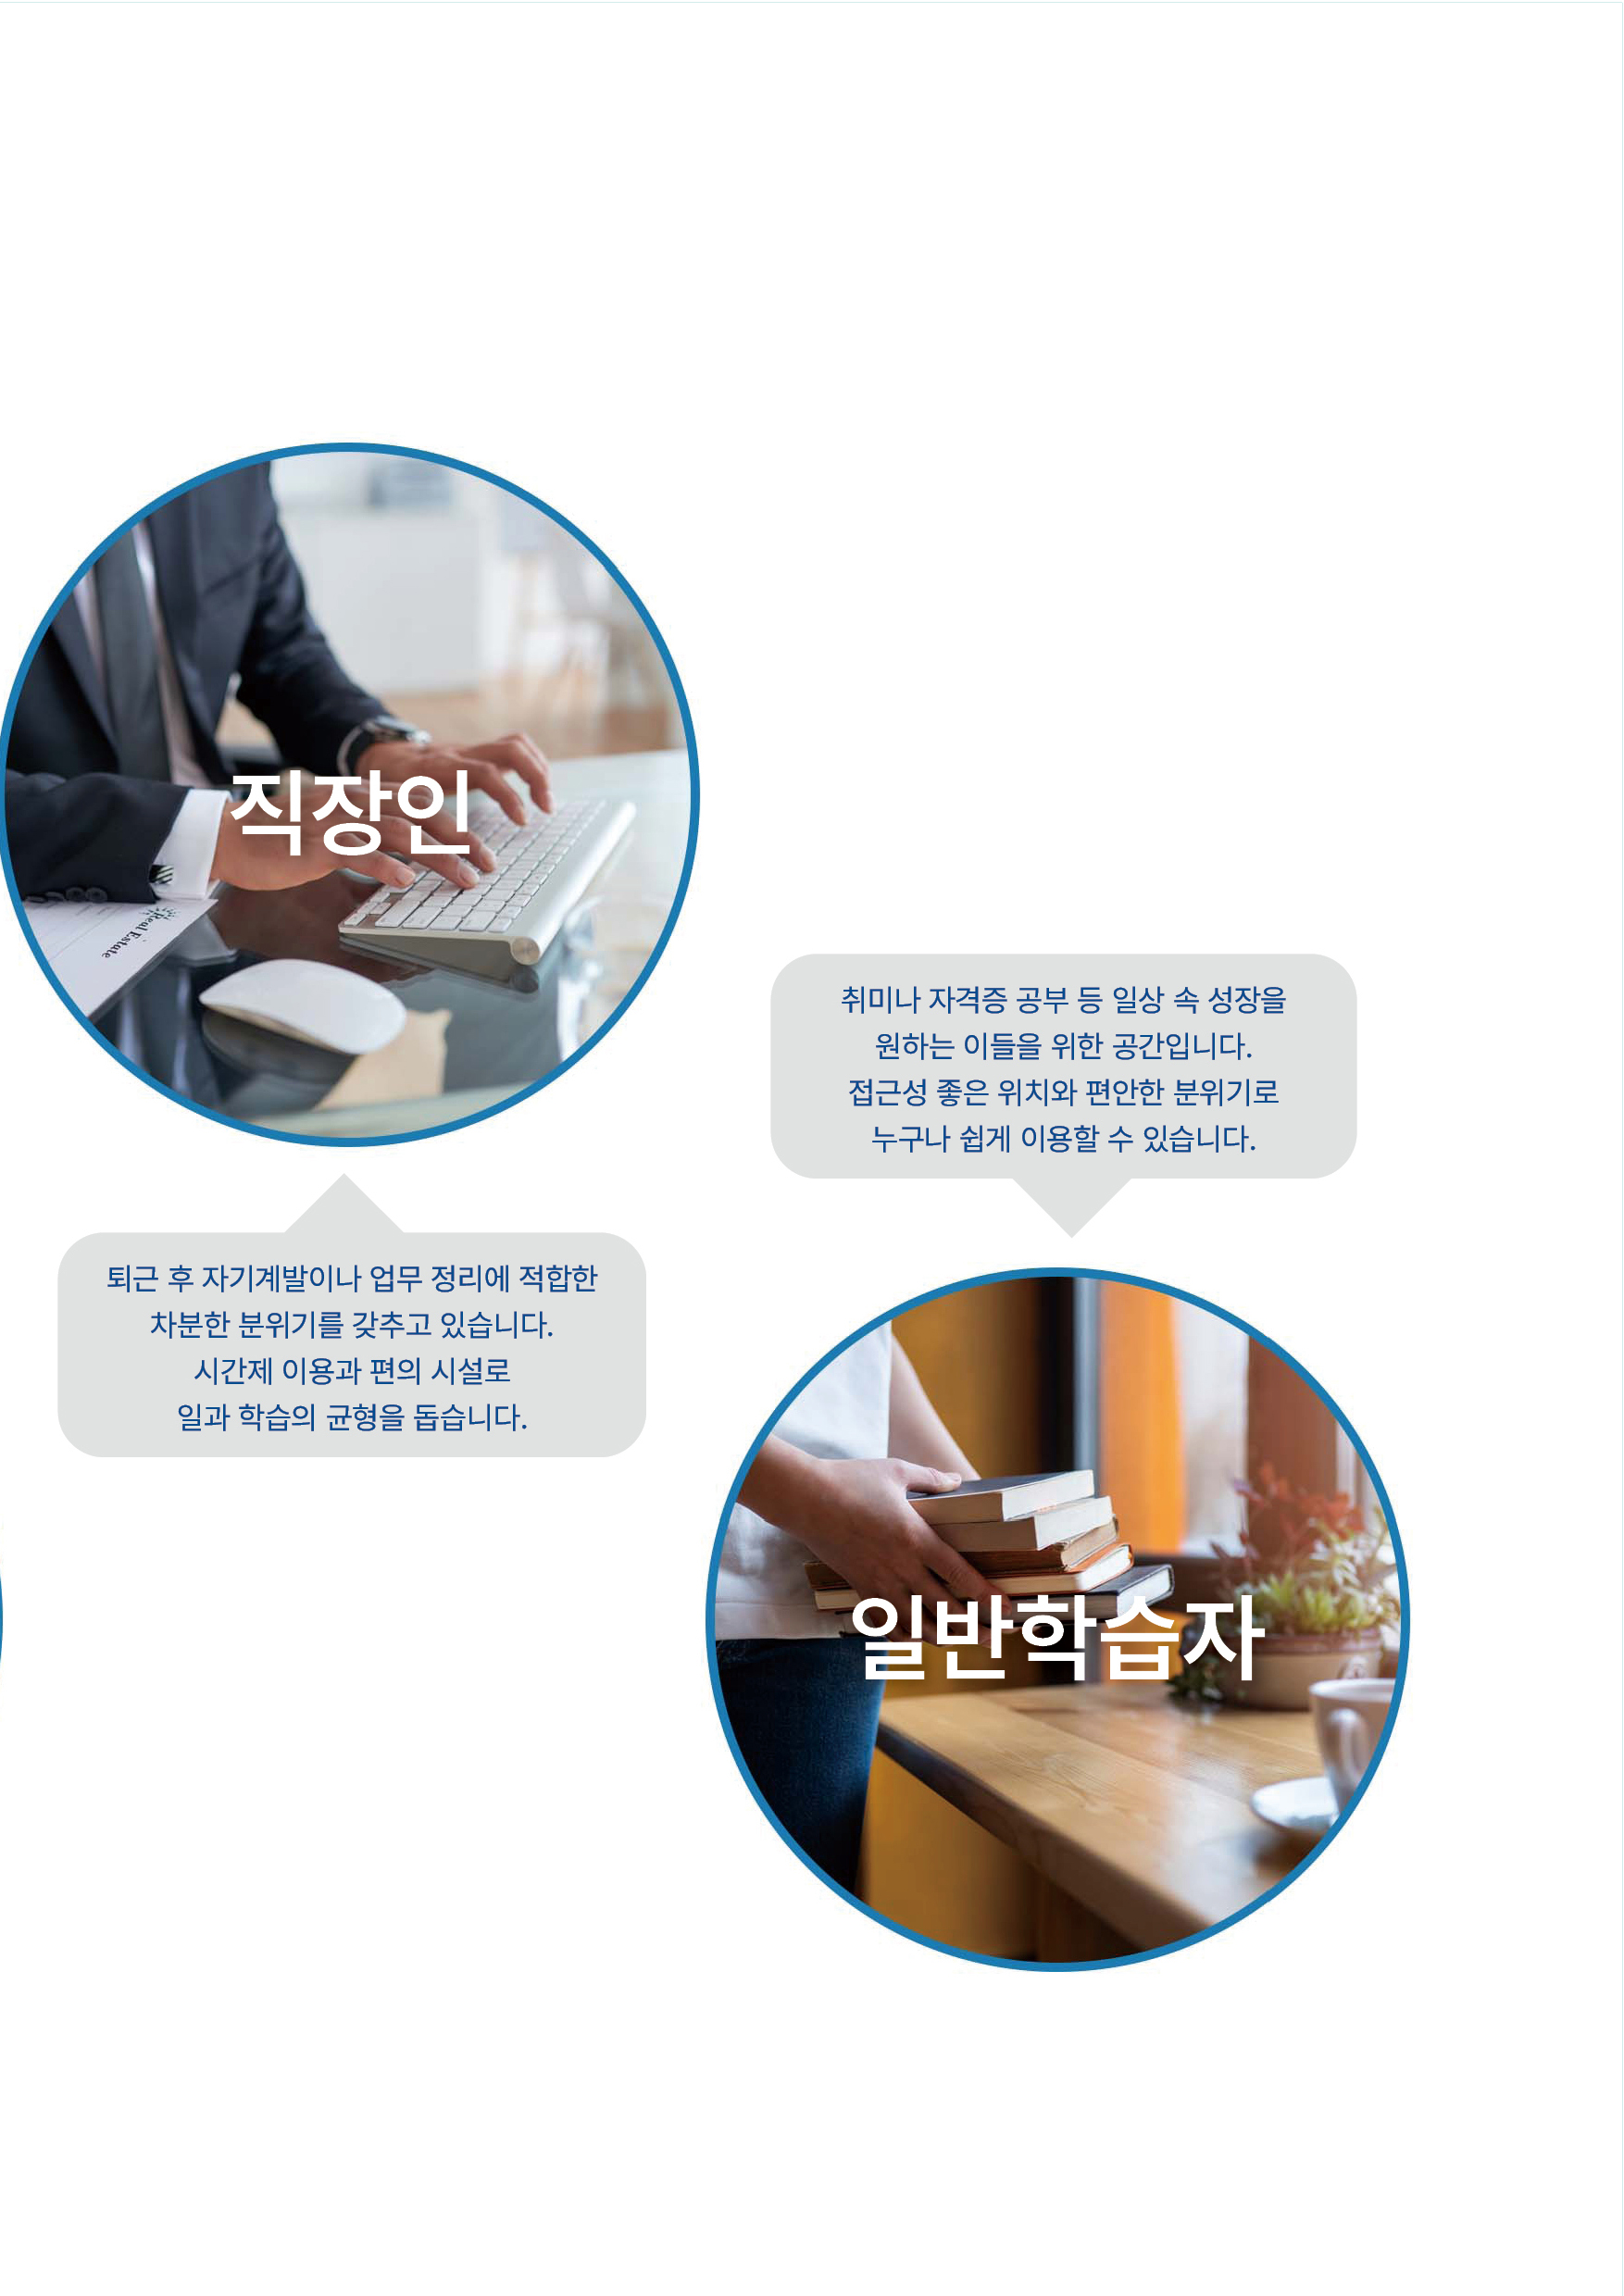 직장인
Real Estate
퇴근 후 자기계발이나 업무 정리에 적합한
차분한 분위기를 갖추고 있습니다.
시간제 이용과 편의 시설로
일과 학습의 균형을 돕습니다.
취미나 자격증 공부 등 일상 속 성장을
원하는 이들을 위한 공간입니다.
접근성 좋은 위치와 편안한 분위기로
누구나 쉽게 이용할 수 있습니다.
일반학습자